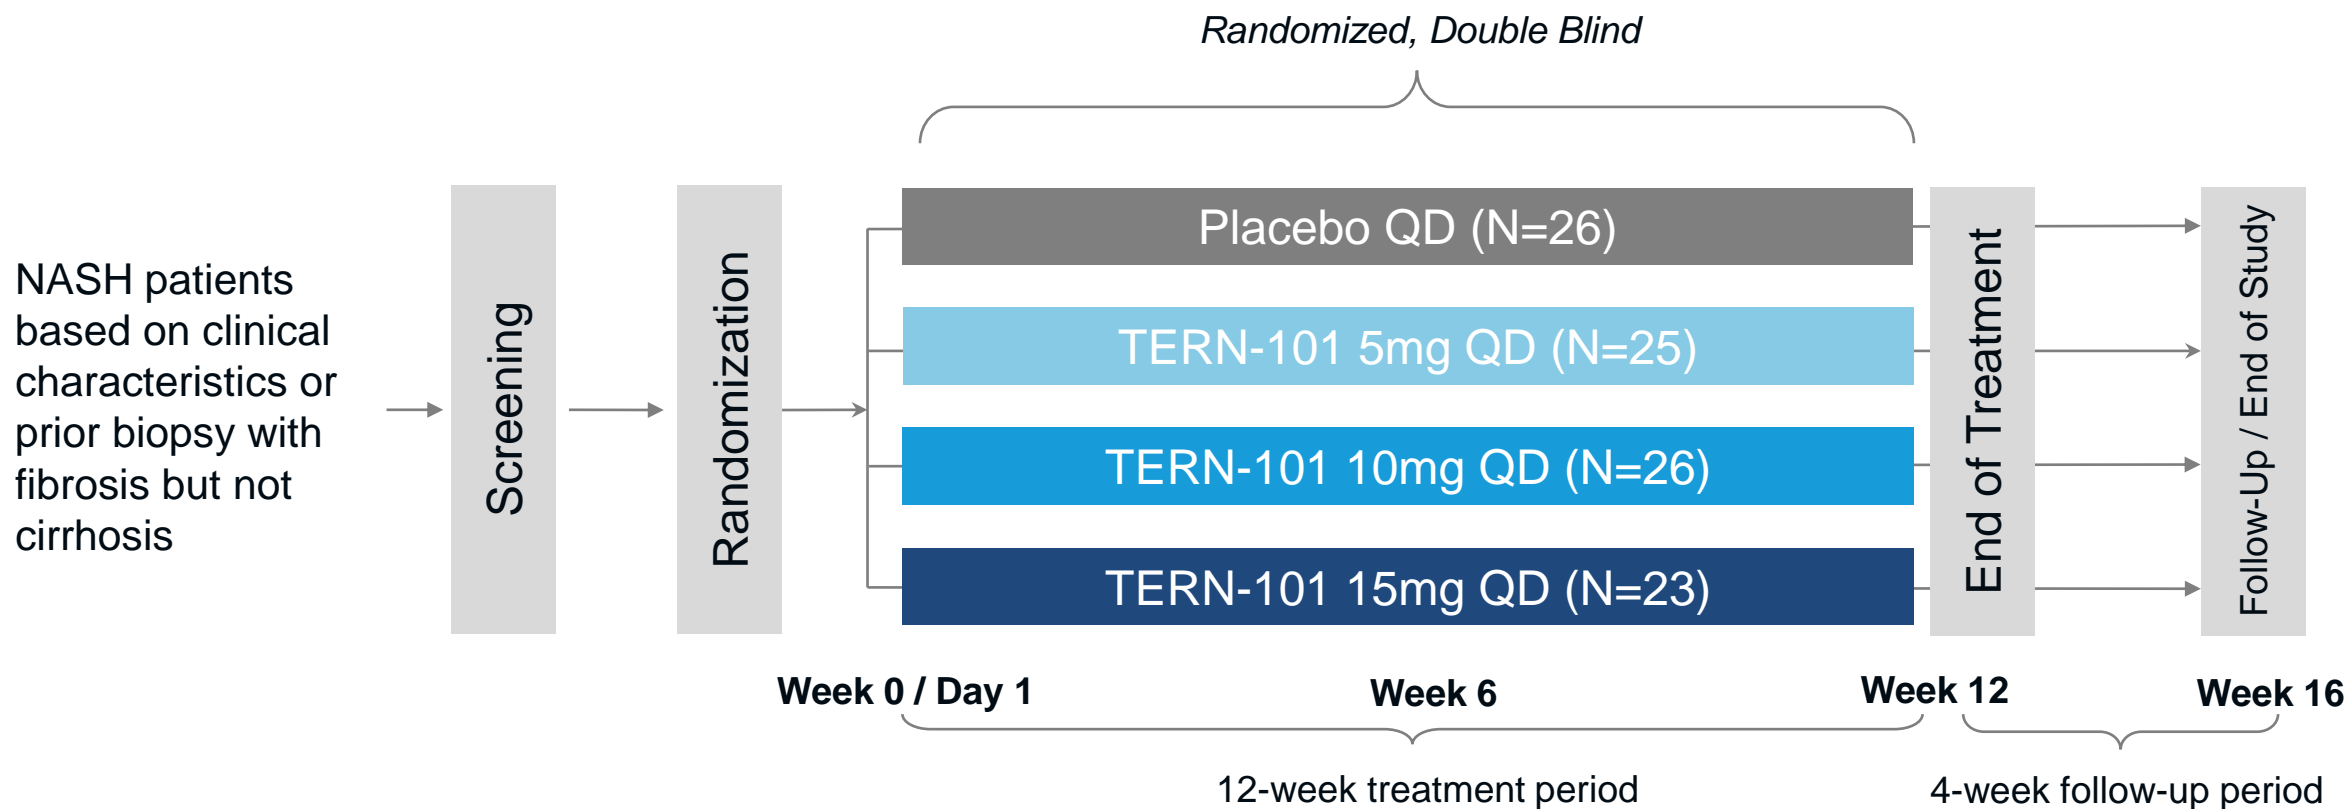 Randomized, Double Blind
NASH patients
based on clinical
characteristics or
prior biopsy with
fibrosis but not
cirrhosis
Screening
Randomization
Placebo QD (N=26)
TERN-101 5mg QD (N=25)
TERN-101 10mg QD (N=26)
TERN-101 15mg QD (N=23)
End of Treatment
Follow-Up / End of Study
Week 0 / Day 1
Week 6
Week 12
Week 16
12-week treatment period
4-week follow-up period